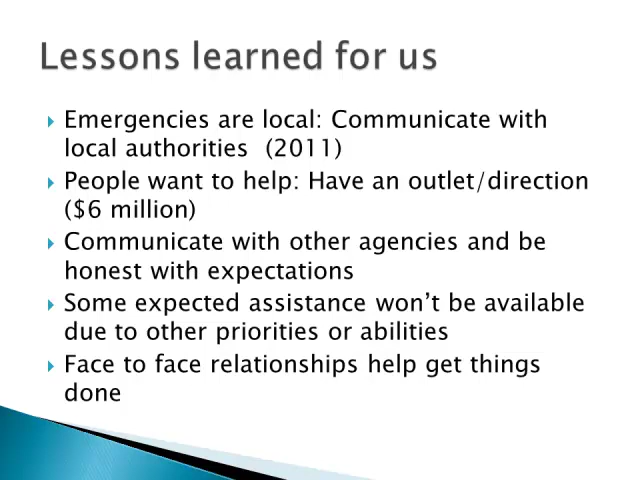 Lessons learned for us
Emergencies are local: Communicate with
local authorities  (2011)
People want to help: Have an outlet/direction
($6 million)
Communicate with other agencies and be
honest with expectations
Some expected assistance won’t be available
due to other priorities or abilities
Face to face relationships help get things
done